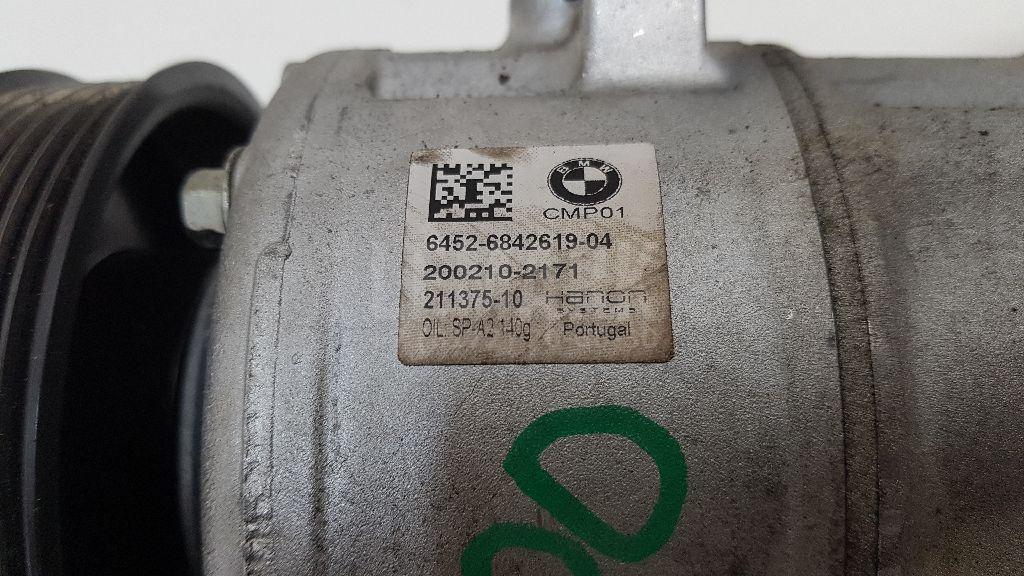 BMW
CMP01
6452-6842619-04
200210-2171
211375-10 Hanon SYSTEMS
OIL: SP-A2 140g / Portugal